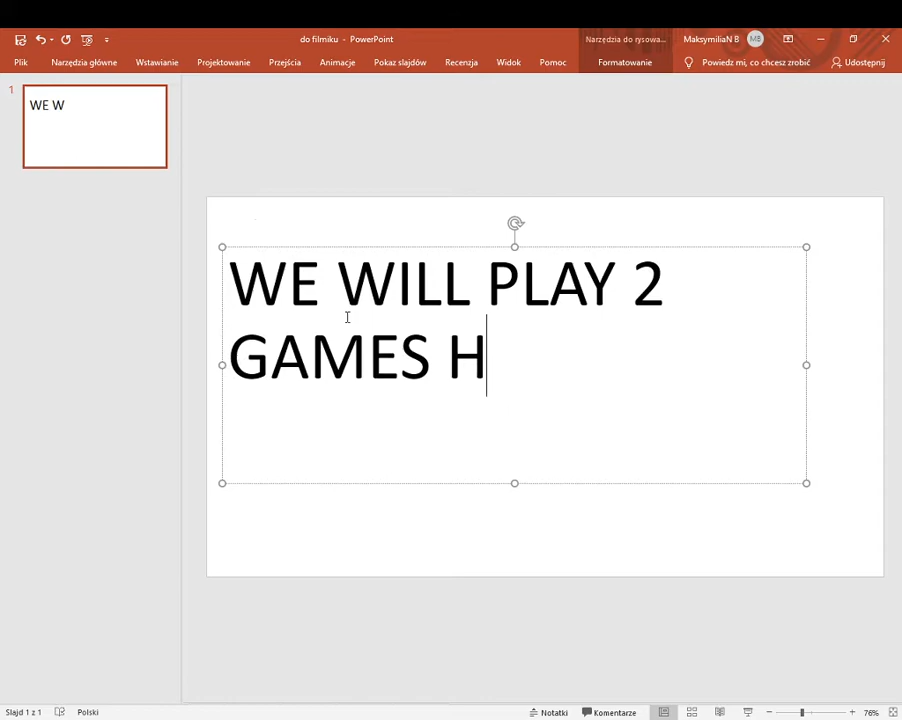 do filmiku - PowerPoint
Narzędzia do rysowa...
MaksymiliaN B
MB
Plik
Narzędzia główne
Wstawianie
Projektowanie
Przejścia
Animacje
Pokaz slajdów
Recenzja
Widok
Pomoc
Formatowanie
Powiedz mi, co chcesz zrobić
Udostępnij
1
WE W
WE WILL PLAY 2
GAMES H
Slajd 1 z 1
Polski
Notatki
Komentarze
76%